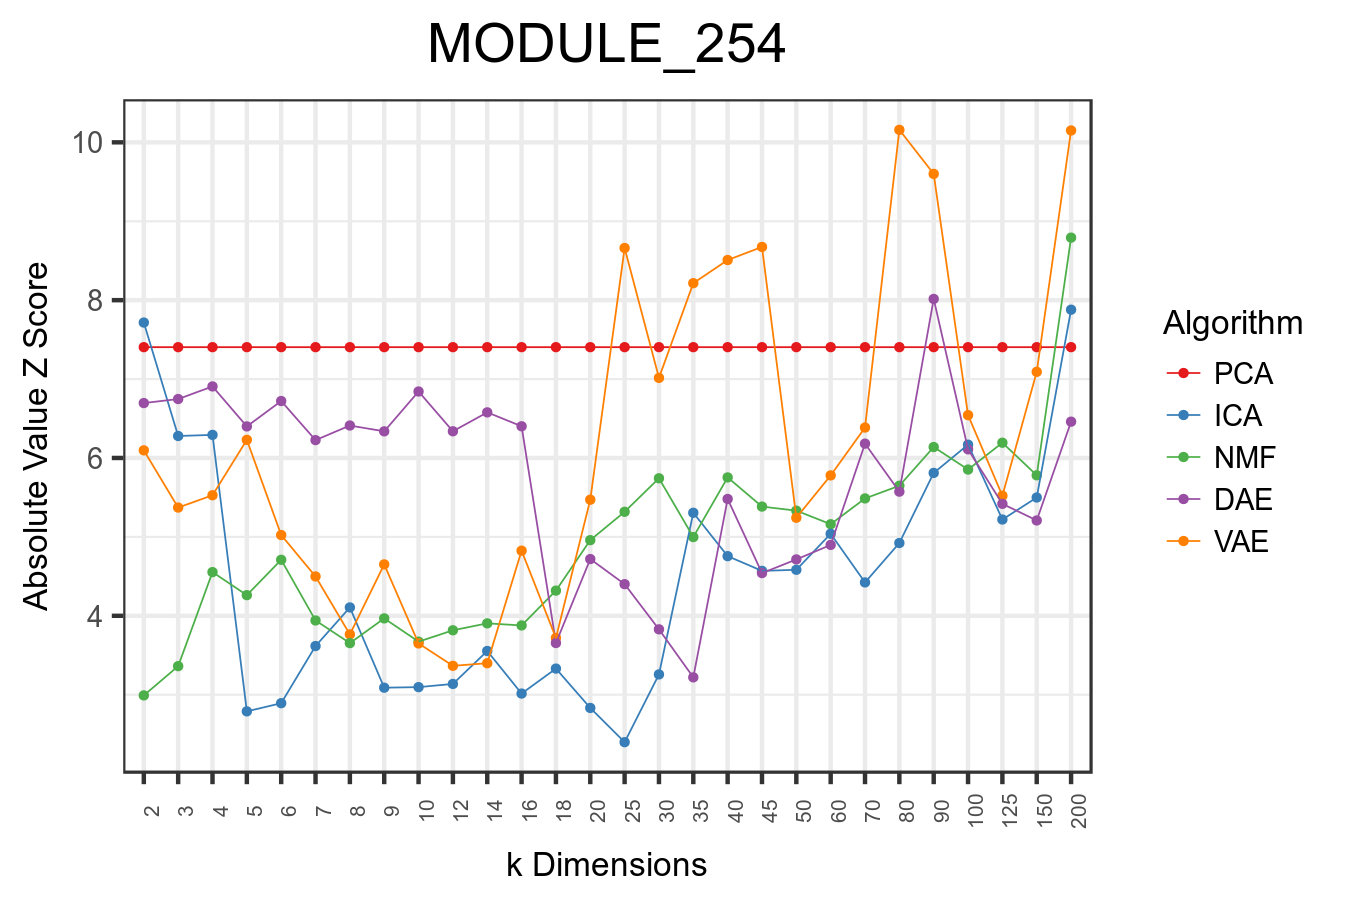 MODULE_254
Absolute Value Z Score
10
8
6
4
2 3 4 5 6 7 8 9 10 12 14 16 18 20 25 30 35 40 45 50 60 70 80 90 100 125 150 200
k Dimensions
Algorithm
PCA
ICA
NMF
DAE
VAE